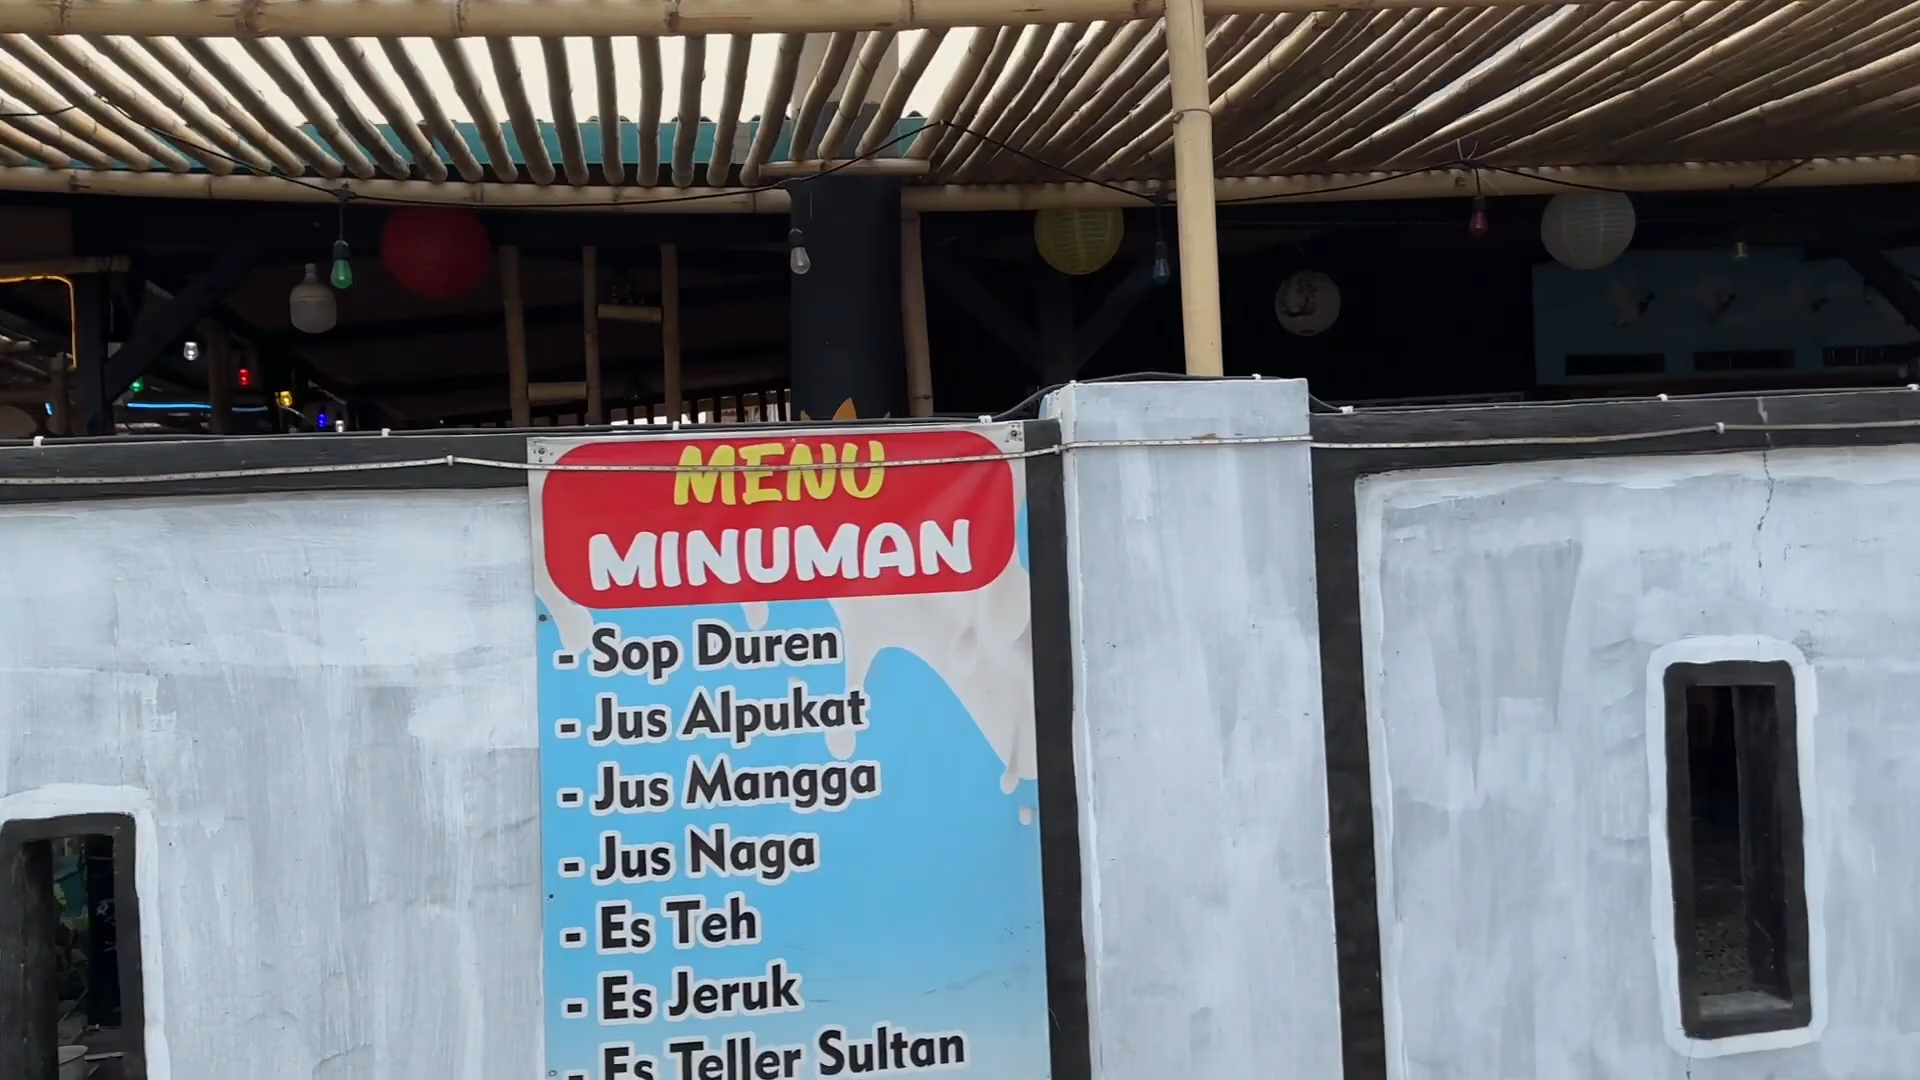 MENU
MINUMAN
- Sop Duren
- Jus Alpukat
- Jus Mangga
- Jus Naga
- Es Teh
- Es Jeruk
- Es Teller Sultan